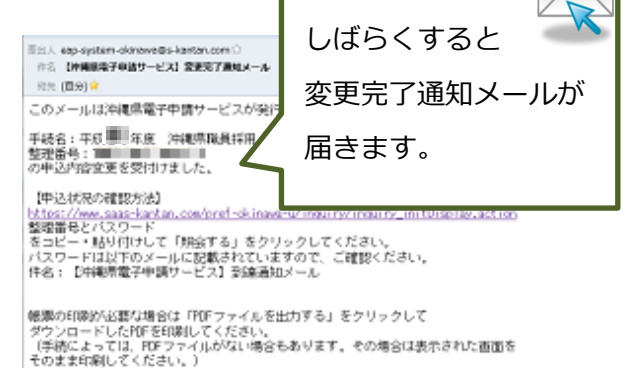 差出人 eap-system-okinawa@s-kantan.com
件名 【沖縄県電子申請サービス】変更完了通知メール
宛先 (自分)
このメールは沖縄県電子申請サービスが発行
手続名：平成 年度 沖縄県職員採用
整理番号：
の申込内容変更を受付けました。
【申込状況の確認方法】
https://www.saas-kantan.com/pref-okinawa-u/inquiry/inquiry_initDisplay.action
整理番号とパスワード
をコピー・貼り付けして「照会する」をクリックしてください。
パスワードは以下のメールに記載されていますので、ご確認ください。
件名：【沖縄県電子申請サービス】到達通知メール
帳票の印刷が必要な場合は「PDFファイルを出力する」をクリックして
ダウンロードしたPDFを印刷してください。
（手続によっては、PDFファイルがない場合もあります。その場合は表示された画面を
そのまま印刷してください。）
しばらくすると
変更完了通知メールが
届きます。